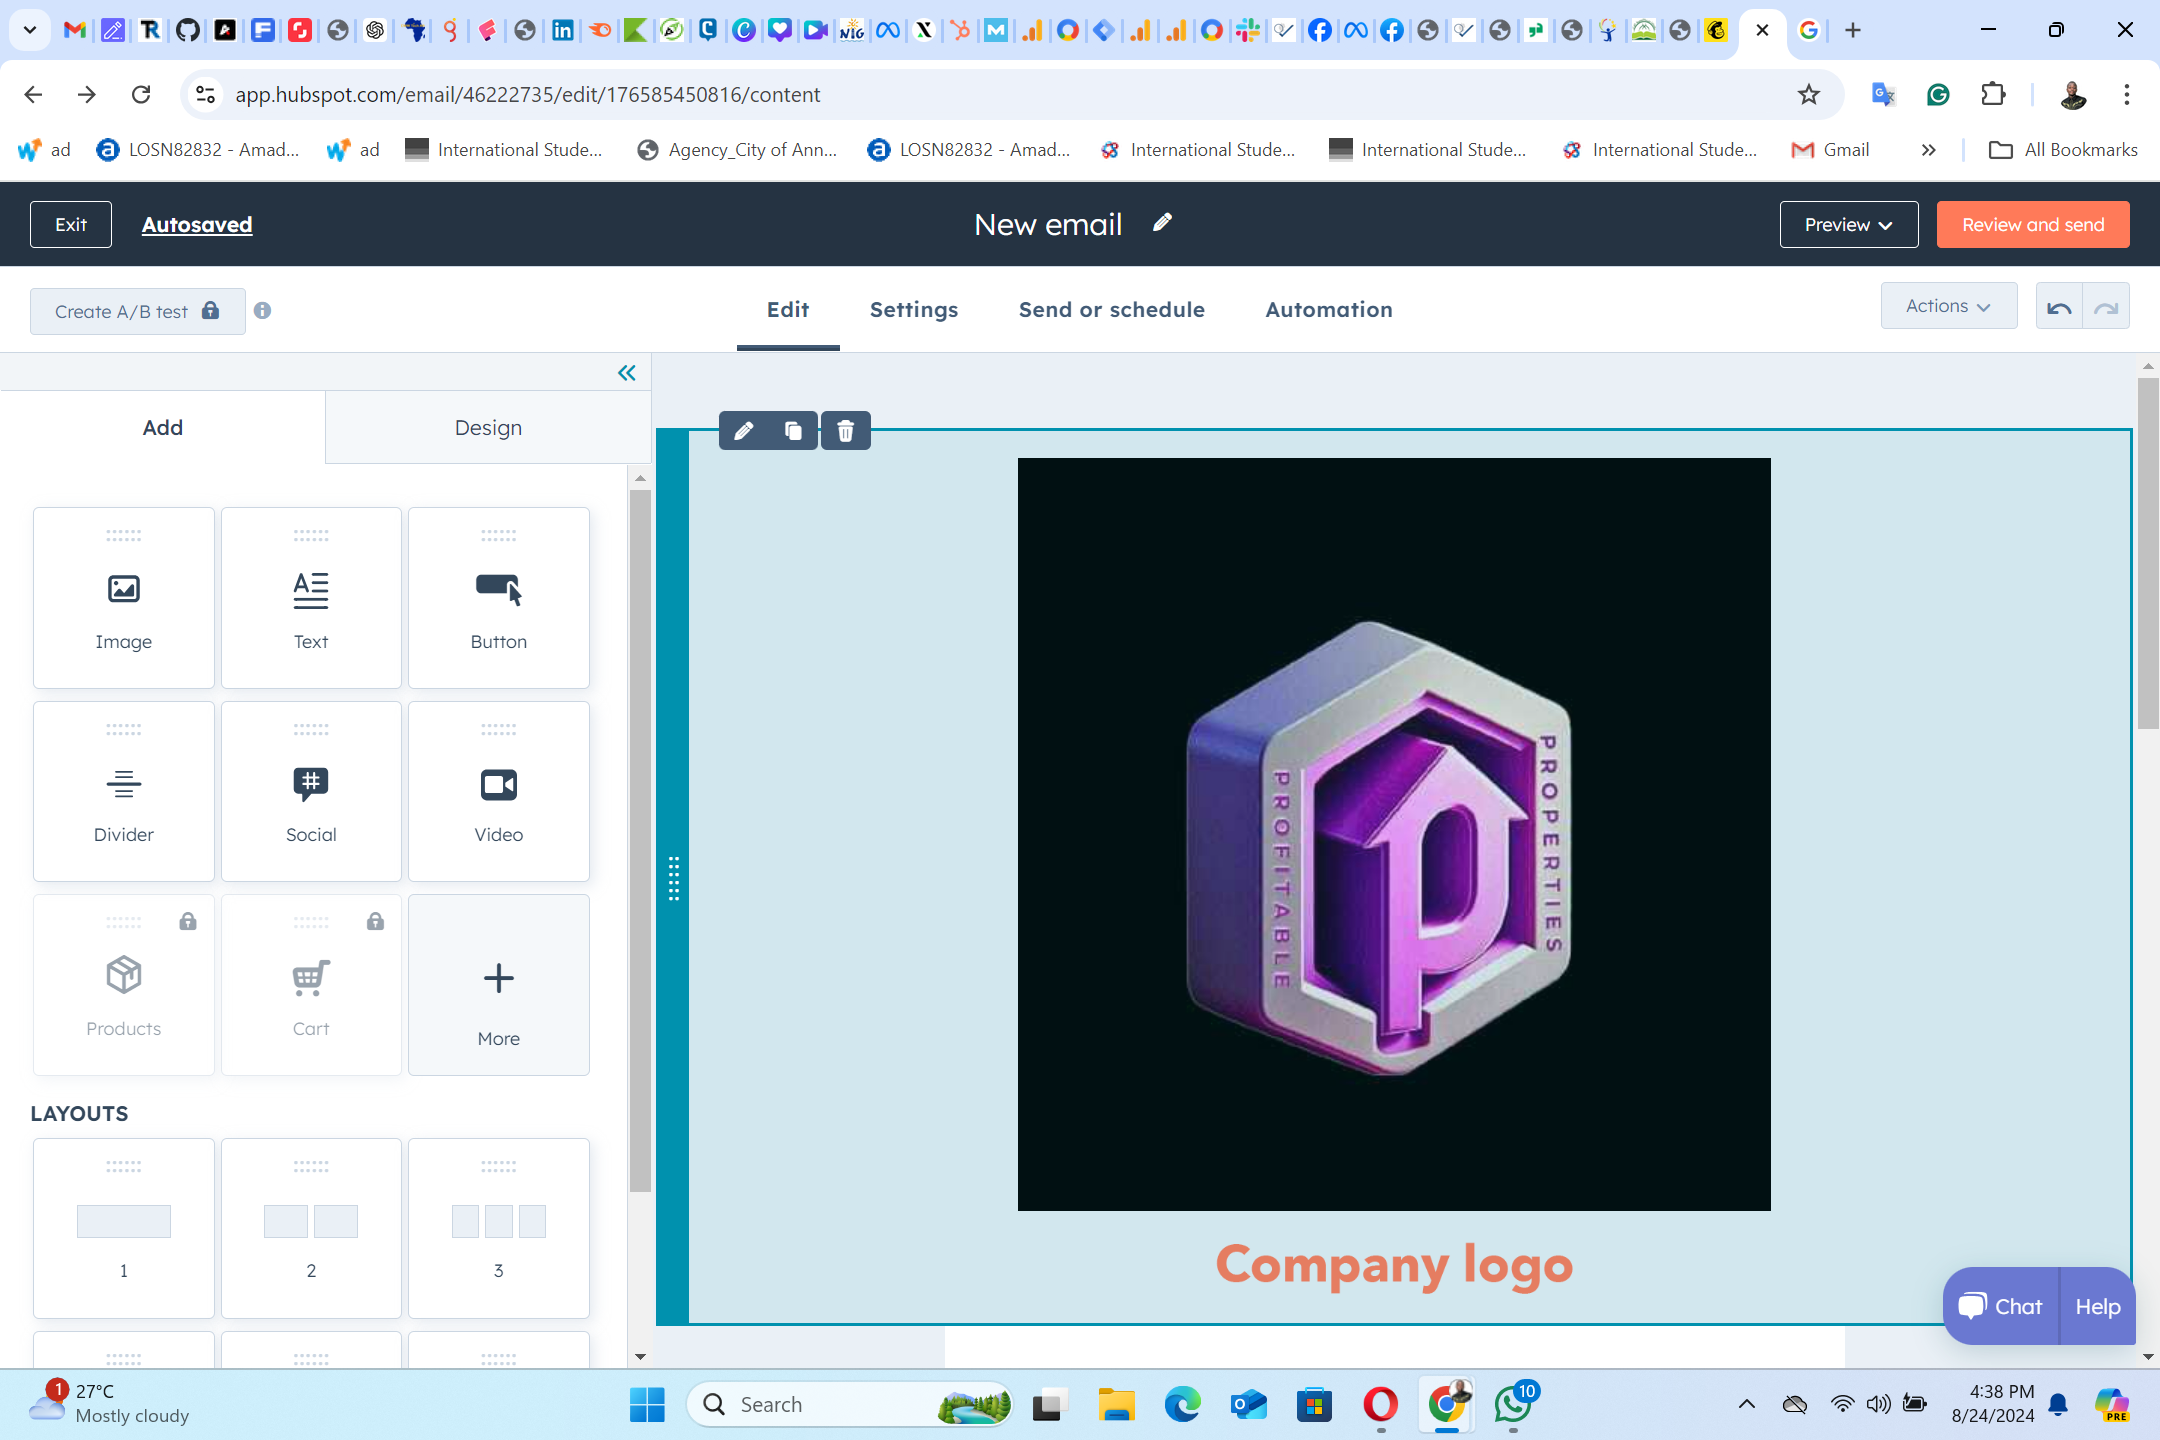 app.hubspot.com/email/46222735/edit/176585450816/content
ad
LOSN82832 - Amad...
ad
International Stude...
Agency_City of Ann...
LOSN82832 - Amad...
International Stude...
International Stude...
International Stude...
Gmail
All Bookmarks
Exit
Autosaved
New email
Preview
Review and send
Create A/B test
Edit
Settings
Send or schedule
Automation
Actions
Add
Design
Image
Text
Button
Divider
Social
Video
Products
Cart
More
LAYOUTS
1
2
3
PROFITABLE
PROPERTIES
Company logo
Chat
Help
1
27°C
Mostly cloudy
Search
10
4:38 PM
8/24/2024
PRE